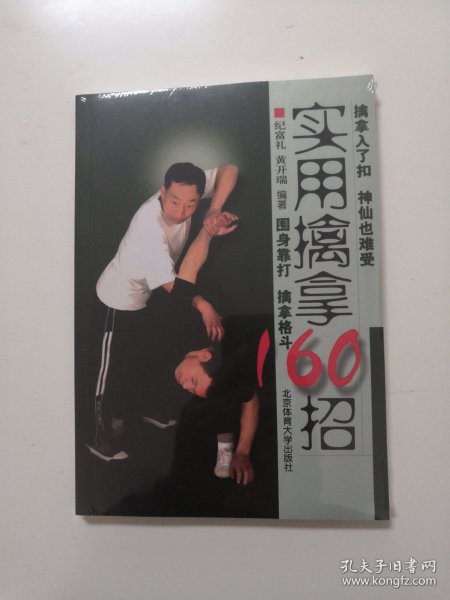 擒拿入了扣 神仙也难受
实用擒拿160招
纪富礼 黄开瑞 编著
围身靠打 擒拿格斗
北京体育大学出版社
孔夫子旧书网
www.kongfz.com